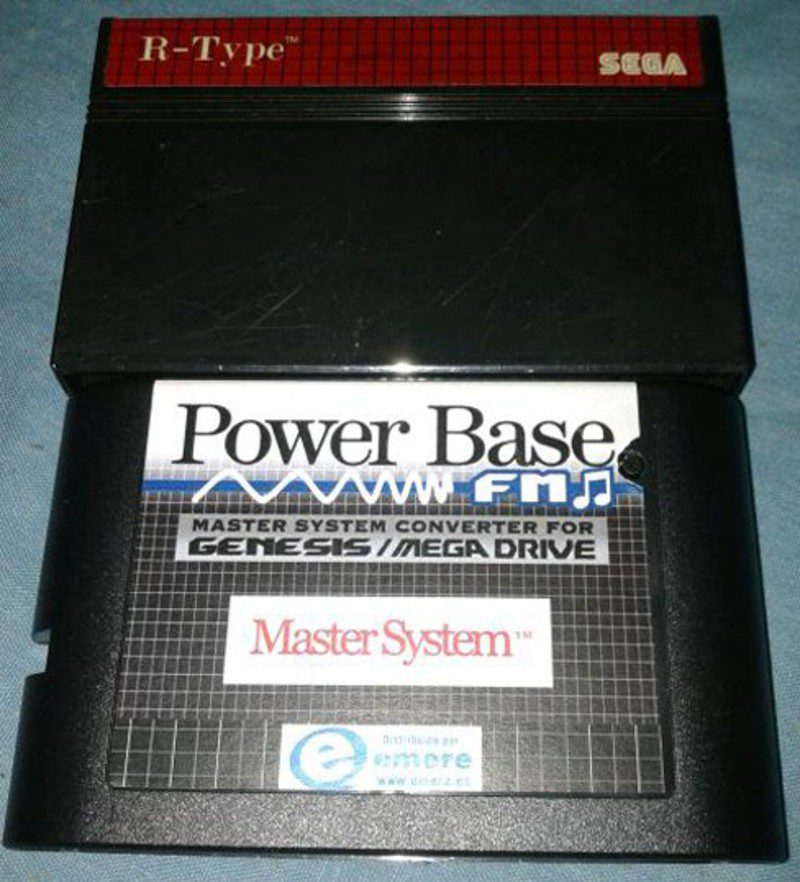 R-Type™
SEGA
Power Base
FM
MASTER SYSTEM CONVERTER FOR
GENESIS / MEGA DRIVE
Master System™
Distribuido por
emere